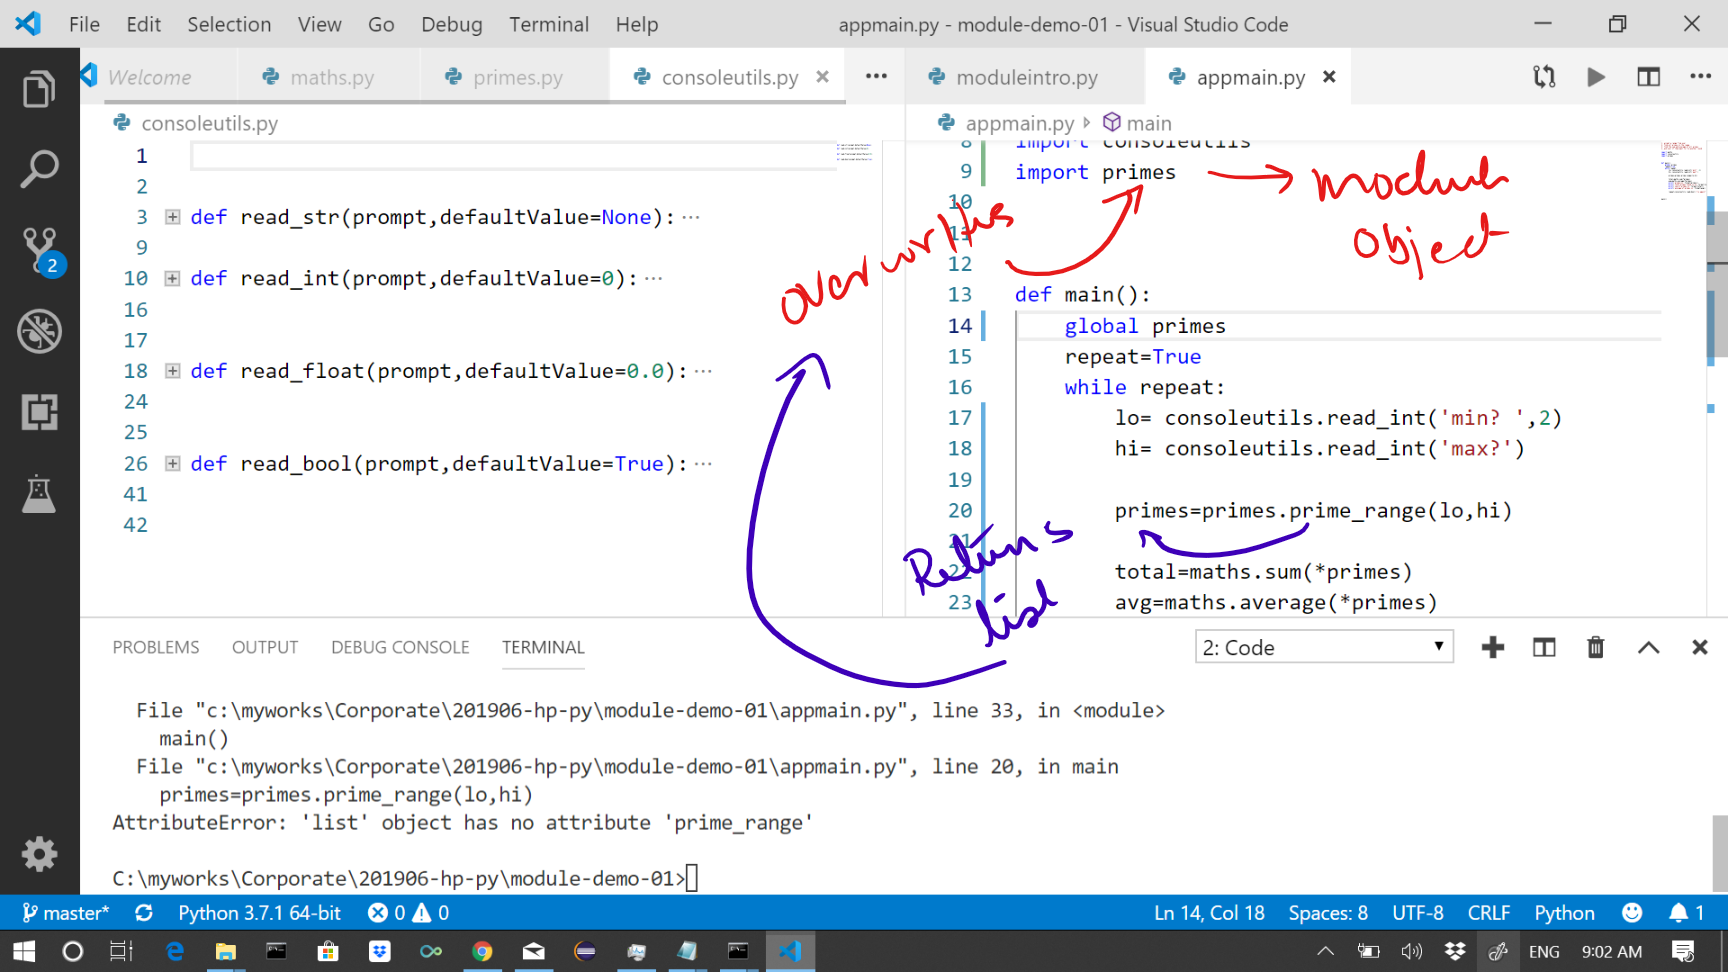 File Edit Selection View Go Debug Terminal Help
appmain.py - module-demo-01 - Visual Studio Code
Welcome maths.py primes.py consoleutils.py
moduleintro.py appmain.py
consoleutils.py
1
2
3 def read_str(prompt,defaultValue=None):
9
10 def read_int(prompt,defaultValue=0):
16
17
18 def read_float(prompt,defaultValue=0.0):
24
25
26 def read_bool(prompt,defaultValue=True):
41
42
appmain.py main
8 import consoleutils
9 import primes
10
11
12
13 def main():
14 global primes
15 repeat=True
16 while repeat:
17 lo= consoleutils.read_int('min? ',2)
18 hi= consoleutils.read_int('max?')
19
20 primes=primes.prime_range(lo,hi)
21
22 total=maths.sum(*primes)
23 avg=maths.average(*primes)
module
object
overwrites
Returns
list
PROBLEMS OUTPUT DEBUG CONSOLE TERMINAL
2: Code
File "c:\myworks\Corporate\201906-hp-py\module-demo-01\appmain.py", line 33, in <module>
main()
File "c:\myworks\Corporate\201906-hp-py\module-demo-01\appmain.py", line 20, in main
primes=primes.prime_range(lo,hi)
AttributeError: 'list' object has no attribute 'prime_range'
C:\myworks\Corporate\201906-hp-py\module-demo-01>
2
master* Python 3.7.1 64-bit 0 0 Ln 14, Col 18 Spaces: 8 UTF-8 CRLF Python 1
ENG 9:02 AM